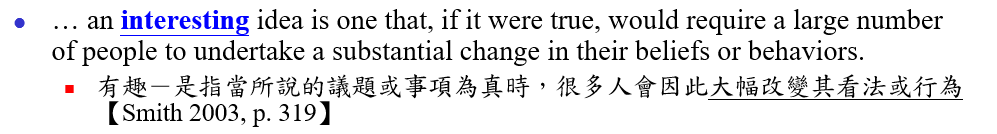 … an interesting idea is one that, if it were true, would require a large number
of people to undertake a substantial change in their beliefs or behaviors.
有趣－是指當所說的議題或事項為真時，很多人會因此大幅改變其看法或行為
【Smith 2003, p. 319】